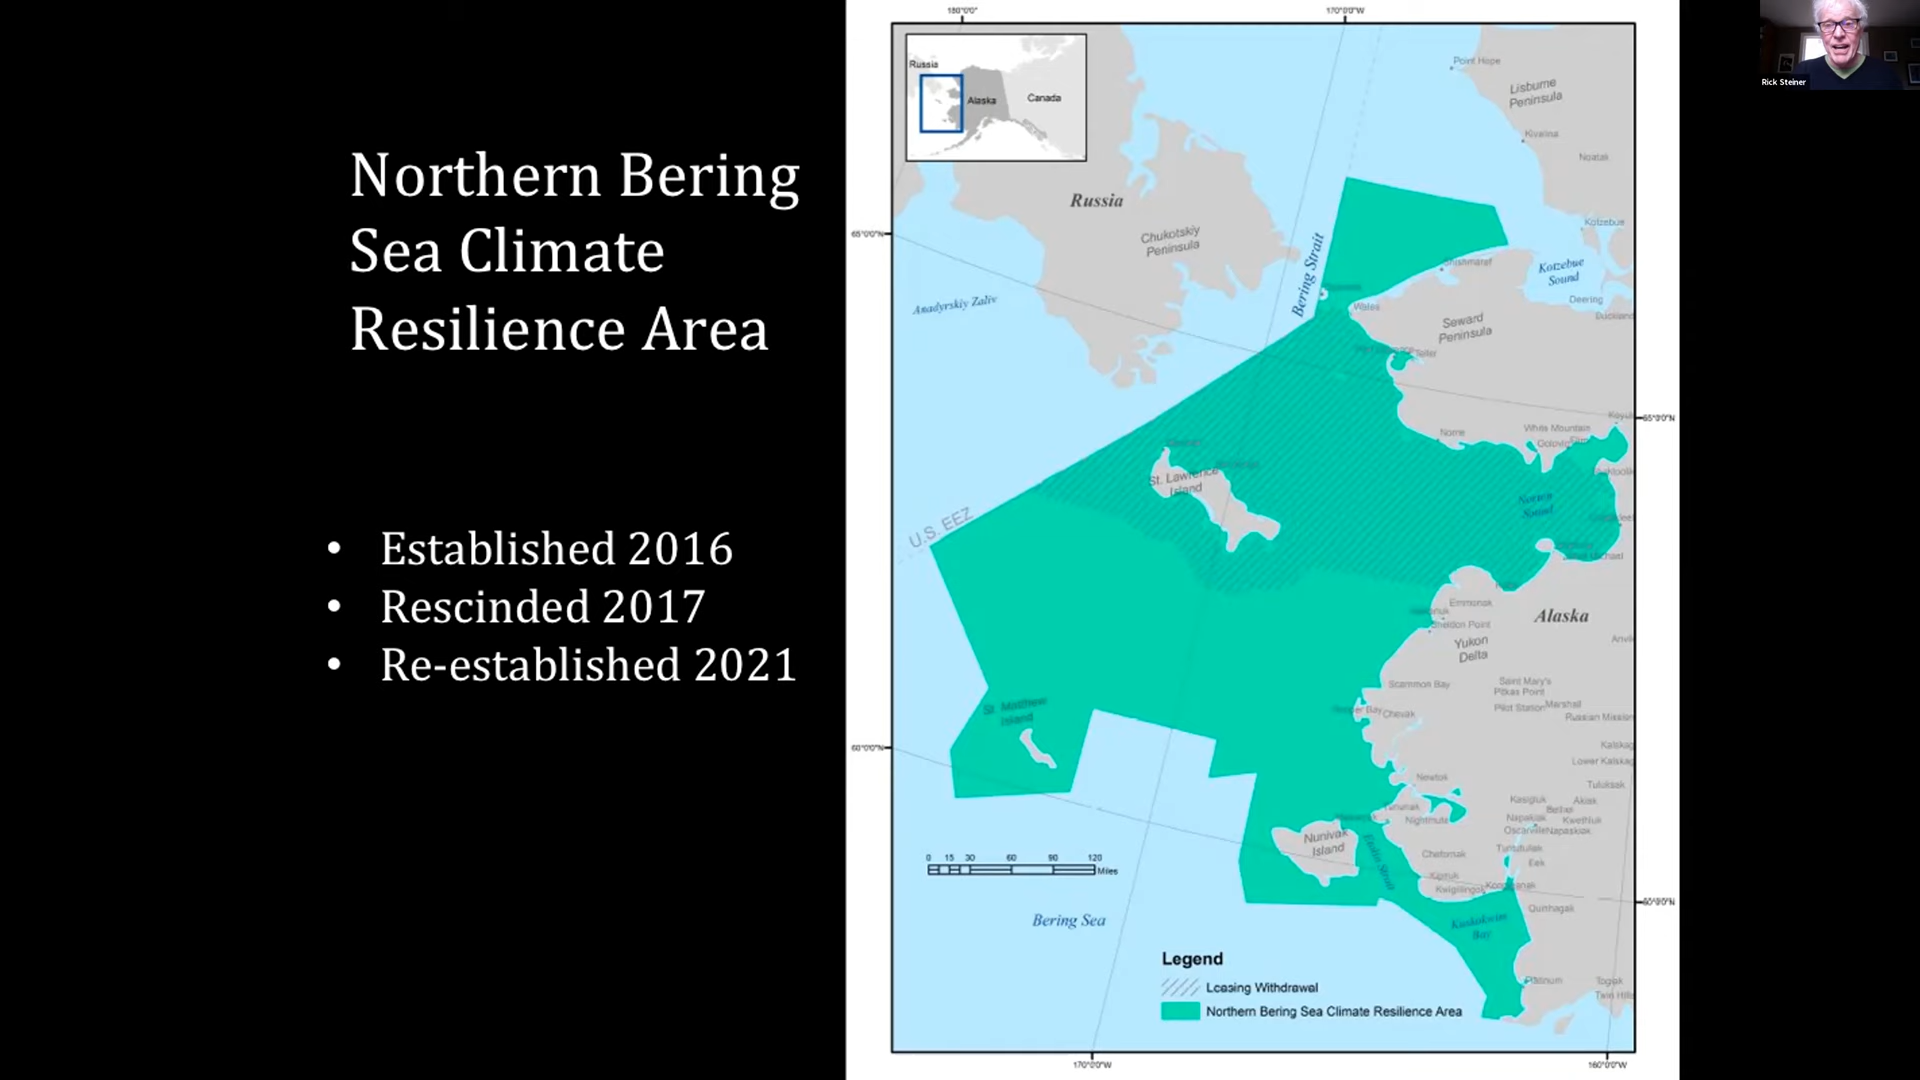 Northern Bering
Sea Climate
Resilience Area
• Established 2016
• Rescinded 2017
• Re-established 2021
180°0'0"
170°0'0"W
Russia
Alaska
Canada
Point Hope
Lisburne
Peninsula
Kivalina
Noatak
Russia
Chukotskiy
Peninsula
Kotzebue
65°0'0"N
Bering Strait
Shishmaref
Kotzebue
Sound
Anadyrskiy Zaliv
Deering
Wales
Buckland
Seward
Peninsula
Teller
65°0'0"N
Nome
White Mountain
Golovin
St. Lawrence
Island
Norton
Sound
U.S. EEZ
Emmonak
Sheldon Point
Alaska
Yukon
Delta
Scammon Bay
Saint Mary's
Pitkas Point
Pilot Station
Marshall
St. Matthew
Island
Hooper Bay
Chevak
Russian Mission
60°0'0"N
Lower Kalskag
Newtok
Tuluksak
Kasigluk
Akiak
Tununak
Bethel
Nightmute
Napakiak
Kwethluk
Oscarville
Napaskiak
Nunivak
Island
Etolin Strait
Chefornak
Tuntutuliak
Eek
0 15 30 60 90 120
Miles
Kipnuk
Kwigillingok
Kongiganak
60°0'0"N
Quinhagak
Bering Sea
Kuskokwim
Bay
Legend
Leasing Withdrawal
Northern Bering Sea Climate Resilience Area
Platinum
Togiak
Twin Hills
170°0'0"W
160°0'0"W
Rick Steiner